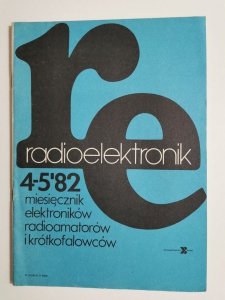 re
radioelektronik
4-5'82
miesięcznik
elektroników
radioamatorów
i krótkofalowców